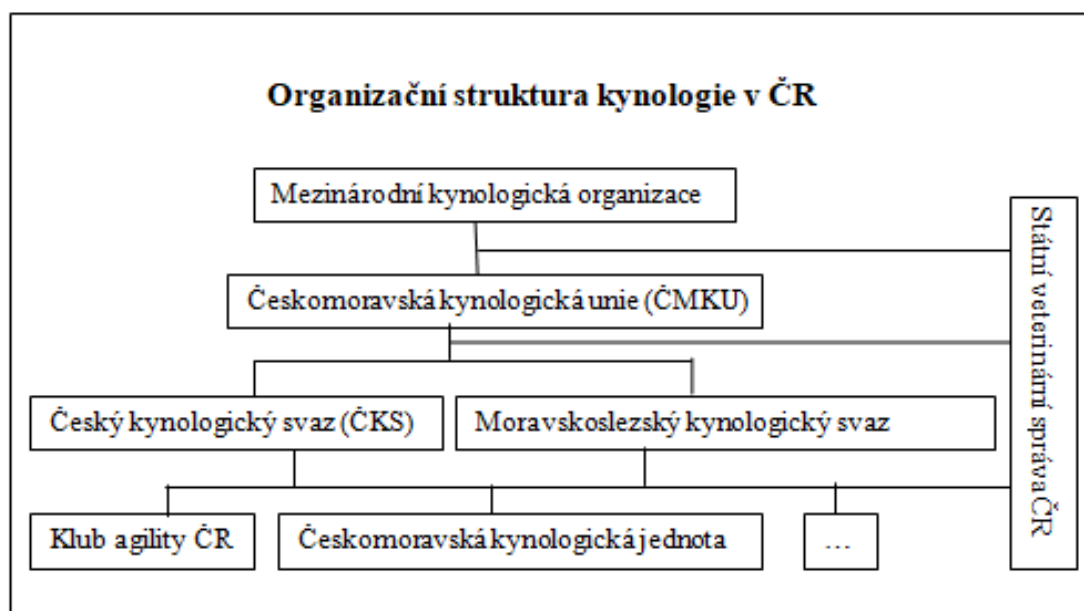 Organizační struktura kynologie v ČR
Mezinárodní kynologická organizace
Českomoravská kynologická unie (ČMKU)
Český kynologický svaz (ČKS)
Moravskoslezský kynologický svaz
Klub agility ČR
Českomoravská kynologická jednota
...
Státní veterinární správa ČR